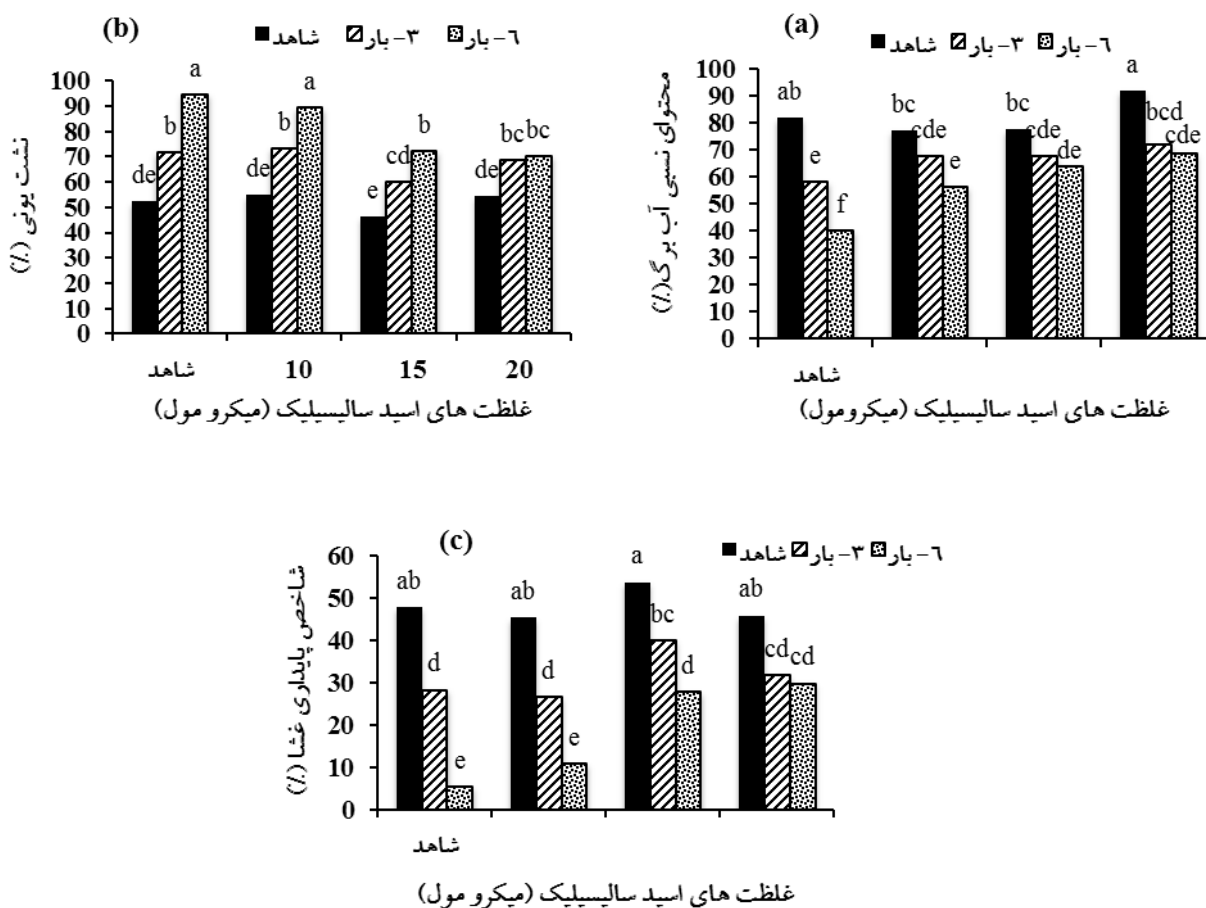 (b)
شاهد ۳- بار ٦- بار
نشت یونی (٪)
100
90
80
70
60
50
40
30
20
10
0
de b a
de b a
e cd b
de bc bc
شاهد 10 15 20
غلظت های اسید سالیسیلیک (میکرو مول)
(a)
شاهد ۳- بار ٦- بار
محتوای نسبی آب برگ(٪)
100
90
80
70
60
50
40
30
20
10
0
ab e f
bc cde e
bc cde de
a bcd cde
شاهد
غلظت های اسید سالیسیلیک (میکرومول)
(c)
شاهد ۳- بار ٦- بار
شاخص پایداری غشا (٪)
60
50
40
30
20
10
0
ab d e
ab d e
a bc d
ab cd cd
شاهد
غلظت های اسید سالیسیلیک (میکرو مول)